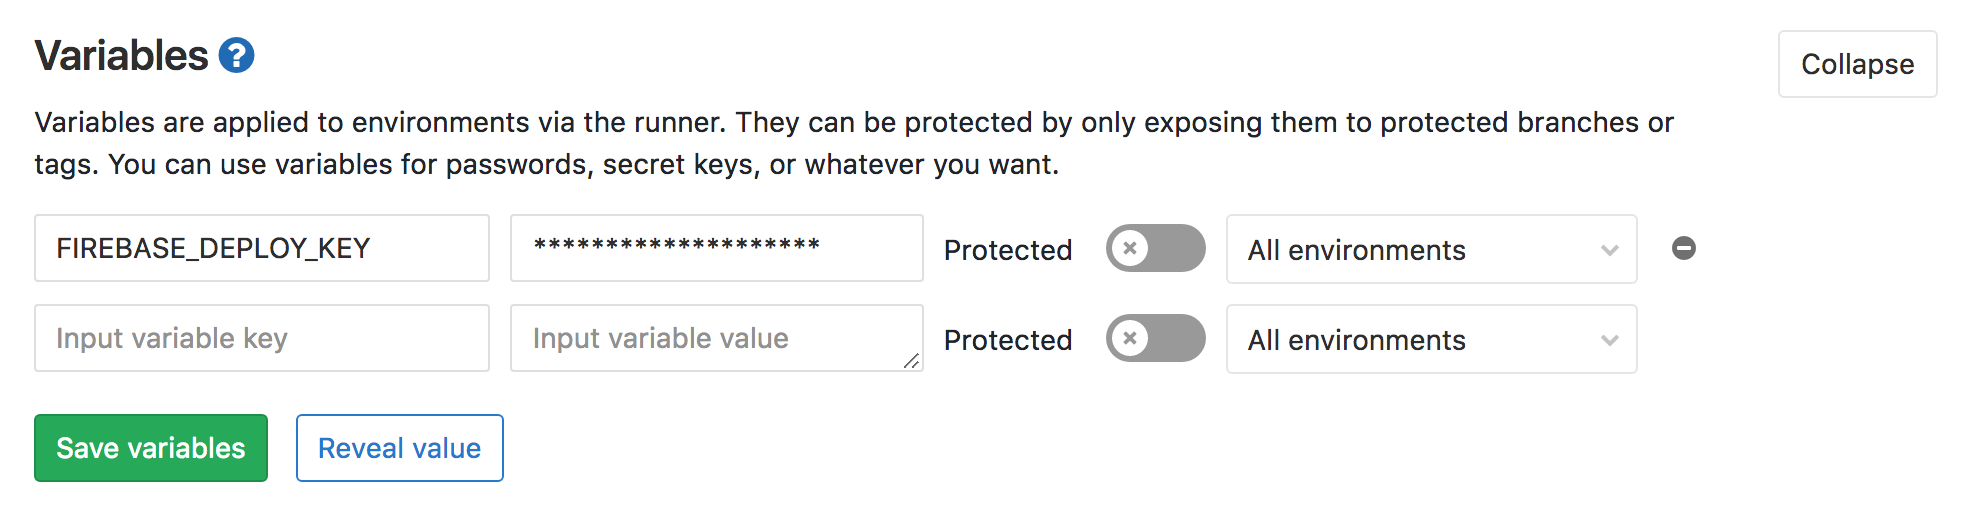 Variables ?
Collapse
Variables are applied to environments via the runner. They can be protected by only exposing them to protected branches or
tags. You can use variables for passwords, secret keys, or whatever you want.
FIREBASE_DEPLOY_KEY ******************** Protected All environments
Input variable key Input variable value Protected All environments
Save variables Reveal value